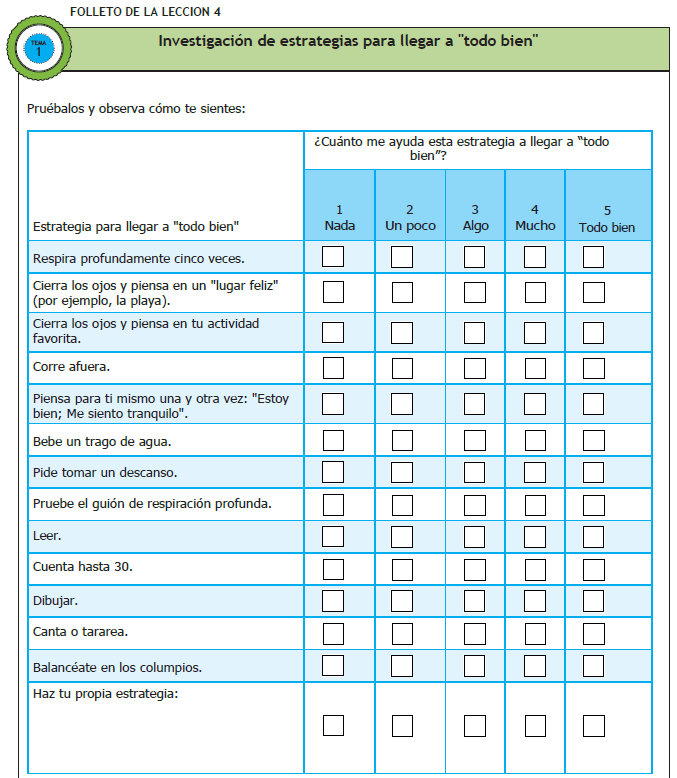 FOLLETO DE LA LECCION 4
TEMA
1
Investigación de estrategias para llegar a "todo bien"
Pruébalos y observa cómo te sientes:
¿Cuánto me ayuda esta estrategia a llegar a “todo
bien”?
Estrategia para llegar a "todo bien"
1
Nada
2
Un poco
3
Algo
4
Mucho
5
Todo bien
Respira profundamente cinco veces.
Cierra los ojos y piensa en un "lugar feliz"
(por ejemplo, la playa).
Cierra los ojos y piensa en tu actividad
favorita.
Corre afuera.
Piensa para ti mismo una y otra vez: "Estoy
bien; Me siento tranquilo".
Bebe un trago de agua.
Pide tomar un descanso.
Pruebe el guión de respiración profunda.
Leer.
Cuenta hasta 30.
Dibujar.
Canta o tararea.
Balancéate en los columpios.
Haz tu propia estrategia: